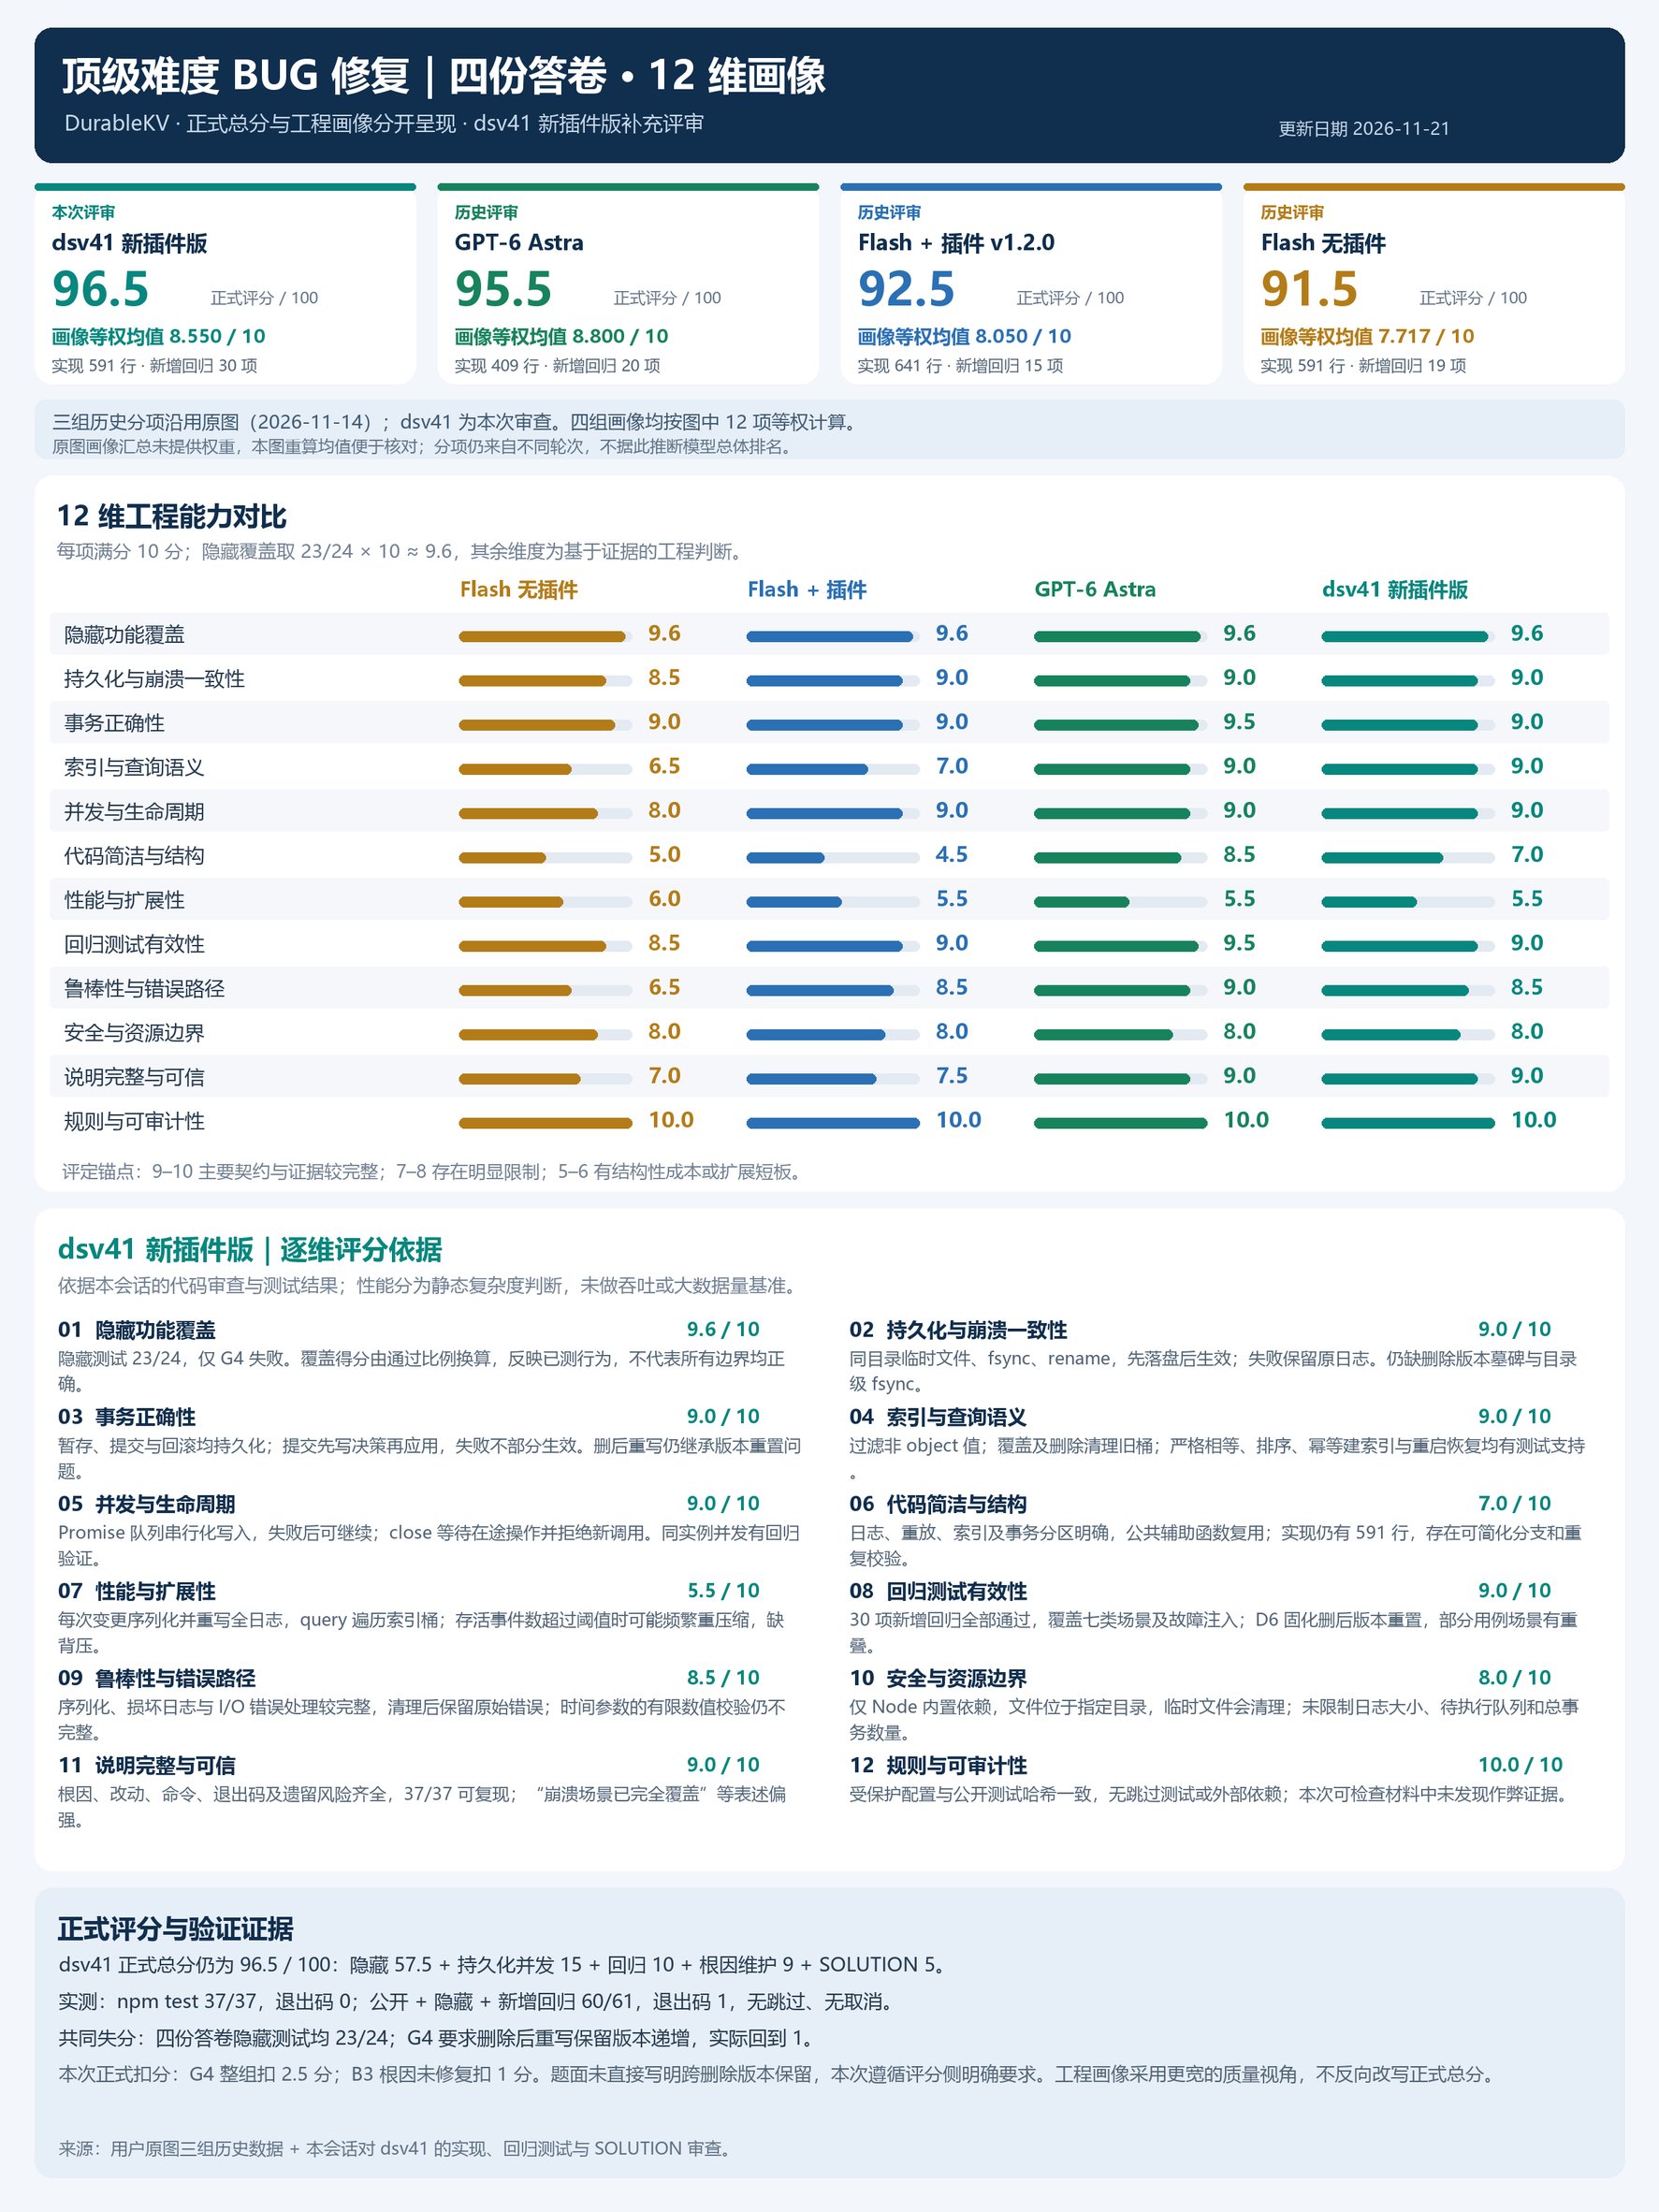 顶级难度 BUG 修复 | 四份答卷 • 12 维画像
DurableKV · 正式总分与工程画像分开呈现 · dsv41 新插件版补充评审
更新日期 2026-11-21
本次评审
dsv41 新插件版
96.5 正式评分 / 100
画像等权均值 8.550 / 10
实现 591 行 · 新增回归 30 项
历史评审
GPT-6 Astra
95.5 正式评分 / 100
画像等权均值 8.800 / 10
实现 409 行 · 新增回归 20 项
历史评审
Flash + 插件 v1.2.0
92.5 正式评分 / 100
画像等权均值 8.050 / 10
实现 641 行 · 新增回归 15 项
历史评审
Flash 无插件
91.5 正式评分 / 100
画像等权均值 7.717 / 10
实现 591 行 · 新增回归 19 项
三组历史分项沿用原图（2026-11-14）；dsv41 为本次审查。四组画像均按图中 12 项等权计算。
原图画像汇总未提供权重，本图重算均值便于核对；分项仍来自不同轮次，不据此推断模型总体排名。
12 维工程能力对比
每项满分 10 分；隐藏覆盖取 23/24 × 10 ≈ 9.6，其余维度为基于证据的工程判断。
Flash 无插件 Flash + 插件 GPT-6 Astra dsv41 新插件版
隐藏功能覆盖 9.6 9.6 9.6 9.6
持久化与崩溃一致性 8.5 9.0 9.0 9.0
事务正确性 9.0 9.0 9.5 9.0
索引与查询语义 6.5 7.0 9.0 9.0
并发与生命周期 8.0 9.0 9.0 9.0
代码简洁与结构 5.0 4.5 8.5 7.0
性能与扩展性 6.0 5.5 5.5 5.5
回归测试有效性 8.5 9.0 9.5 9.0
鲁棒性与错误路径 6.5 8.5 9.0 8.5
安全与资源边界 8.0 8.0 8.0 8.0
说明完整与可信 7.0 7.5 9.0 9.0
规则与可审计性 10.0 10.0 10.0 10.0
评定锚点：9–10 主要契约与证据较完整；7–8 存在明显限制；5–6 有结构性成本或扩展短板。
dsv41 新插件版 | 逐维评分依据
依据本会话的代码审查与测试结果；性能分为静态复杂度判断，未做吞吐或大数据量基准。
01 隐藏功能覆盖 9.6 / 10
隐藏测试 23/24，仅 G4 失败。覆盖得分由通过比例换算，反映已测行为，不代表所有边界均正
确。
02 持久化与崩溃一致性 9.0 / 10
同目录临时文件、fsync、rename，先落盘后生效；失败保留原日志。仍缺删除版本墓碑与目录
级 fsync。
03 事务正确性 9.0 / 10
暂存、提交与回滚均持久化；提交先写决策再应用，失败不部分生效。删后重写仍继承版本重置问
题。
04 索引与查询语义 9.0 / 10
过滤非 object 值；覆盖及删除清理旧桶；严格相等、排序、幂等建索引与重启恢复均有测试支持
。
05 并发与生命周期 9.0 / 10
Promise 队列串行化写入，失败后可继续；close 等待在途操作并拒绝新调用。同实例并发有回归
验证。
06 代码简洁与结构 7.0 / 10
日志、重放、索引及事务分区明确，公共辅助函数复用；实现仍有 591 行，存在可简化分支和重
复校验。
07 性能与扩展性 5.5 / 10
每次变更序列化并重写全日志，query 遍历索引桶；存活事件数超过阈值时可能频繁重压缩，缺
背压。
08 回归测试有效性 9.0 / 10
30 项新增回归全部通过，覆盖七类场景及故障注入；D6 固化删后版本重置，部分用例场景有重
叠。
09 鲁棒性与错误路径 8.5 / 10
序列化、损坏日志与 I/O 错误处理较完整，清理后保留原始错误；时间参数的有限数值校验仍不
完整。
10 安全与资源边界 8.0 / 10
仅 Node 内置依赖，文件位于指定目录，临时文件会清理；未限制日志大小、待执行队列和总事
务数量。
11 说明完整与可信 9.0 / 10
根因、改动、命令、退出码及遗留风险齐全，37/37 可复现；“崩溃场景已完全覆盖”等表述偏
强。
12 规则与可审计性 10.0 / 10
受保护配置与公开测试哈希一致，无跳过测试或外部依赖；本次可检查材料中未发现作弊证据。
正式评分与验证证据
dsv41 正式总分仍为 96.5 / 100：隐藏 57.5 + 持久化并发 15 + 回归 10 + 根因维护 9 + SOLUTION 5。
实测：npm test 37/37，退出码 0；公开 + 隐藏 + 新增回归 60/61，退出码 1，无跳过、无取消。
共同失分：四份答卷隐藏测试均 23/24；G4 要求删除后重写保留版本递增，实际回到 1。
本次正式扣分：G4 整组扣 2.5 分；B3 根因未修复扣 1 分。题面未直接写明跨删除版本保留，本次遵循评分侧明确要求。工程画像采用更宽的质量视角，不反向改写正式总分。
来源：用户原图三组历史数据 + 本会话对 dsv41 的实现、回归测试与 SOLUTION 审查。